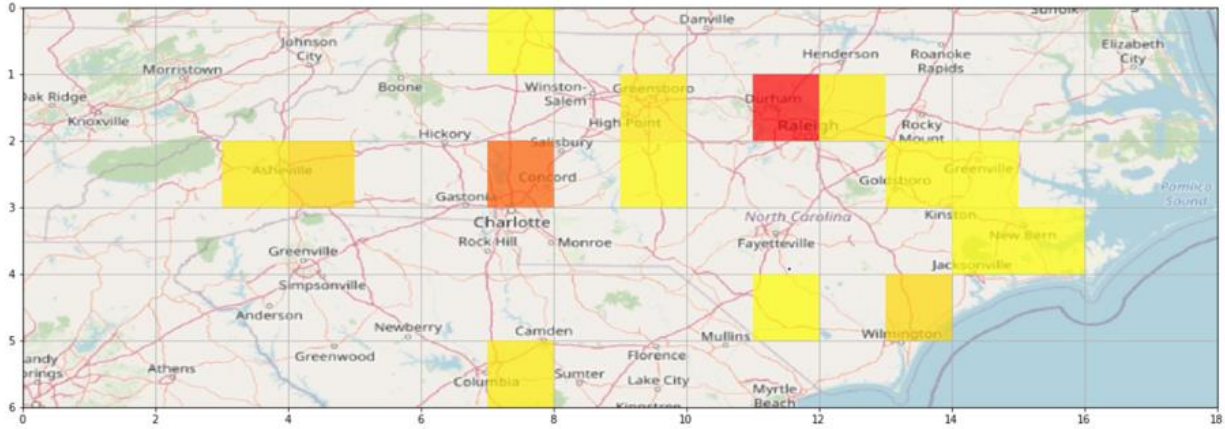 0
Danville
Suffolk
Johnson
City
Henderson
Roanoke
Rapids
Elizabeth
City
Morristown
1
Boone
Winston-
Salem
Greensboro
Oak Ridge
Durham
Knoxville
High Point
Raleigh
Rocky
Mount
Hickory
2
Salisbury
Asheville
Concord
Goldsboro
Greenville
Pamlico
Sound
Gastonia
3
Charlotte
North Carolina
Kinston
Rock Hill
Monroe
Fayetteville
New Bern
Greenville
Jacksonville
4
Simpsonville
Anderson
Newberry
Camden
Mullins
Wilmington
5
Greenwood
Florence
andy
prings
Athens
Columbia
Sumter
Lake City
Myrtle
Beach
Kingstree
6
0 2 4 6 8 10 12 14 16 18